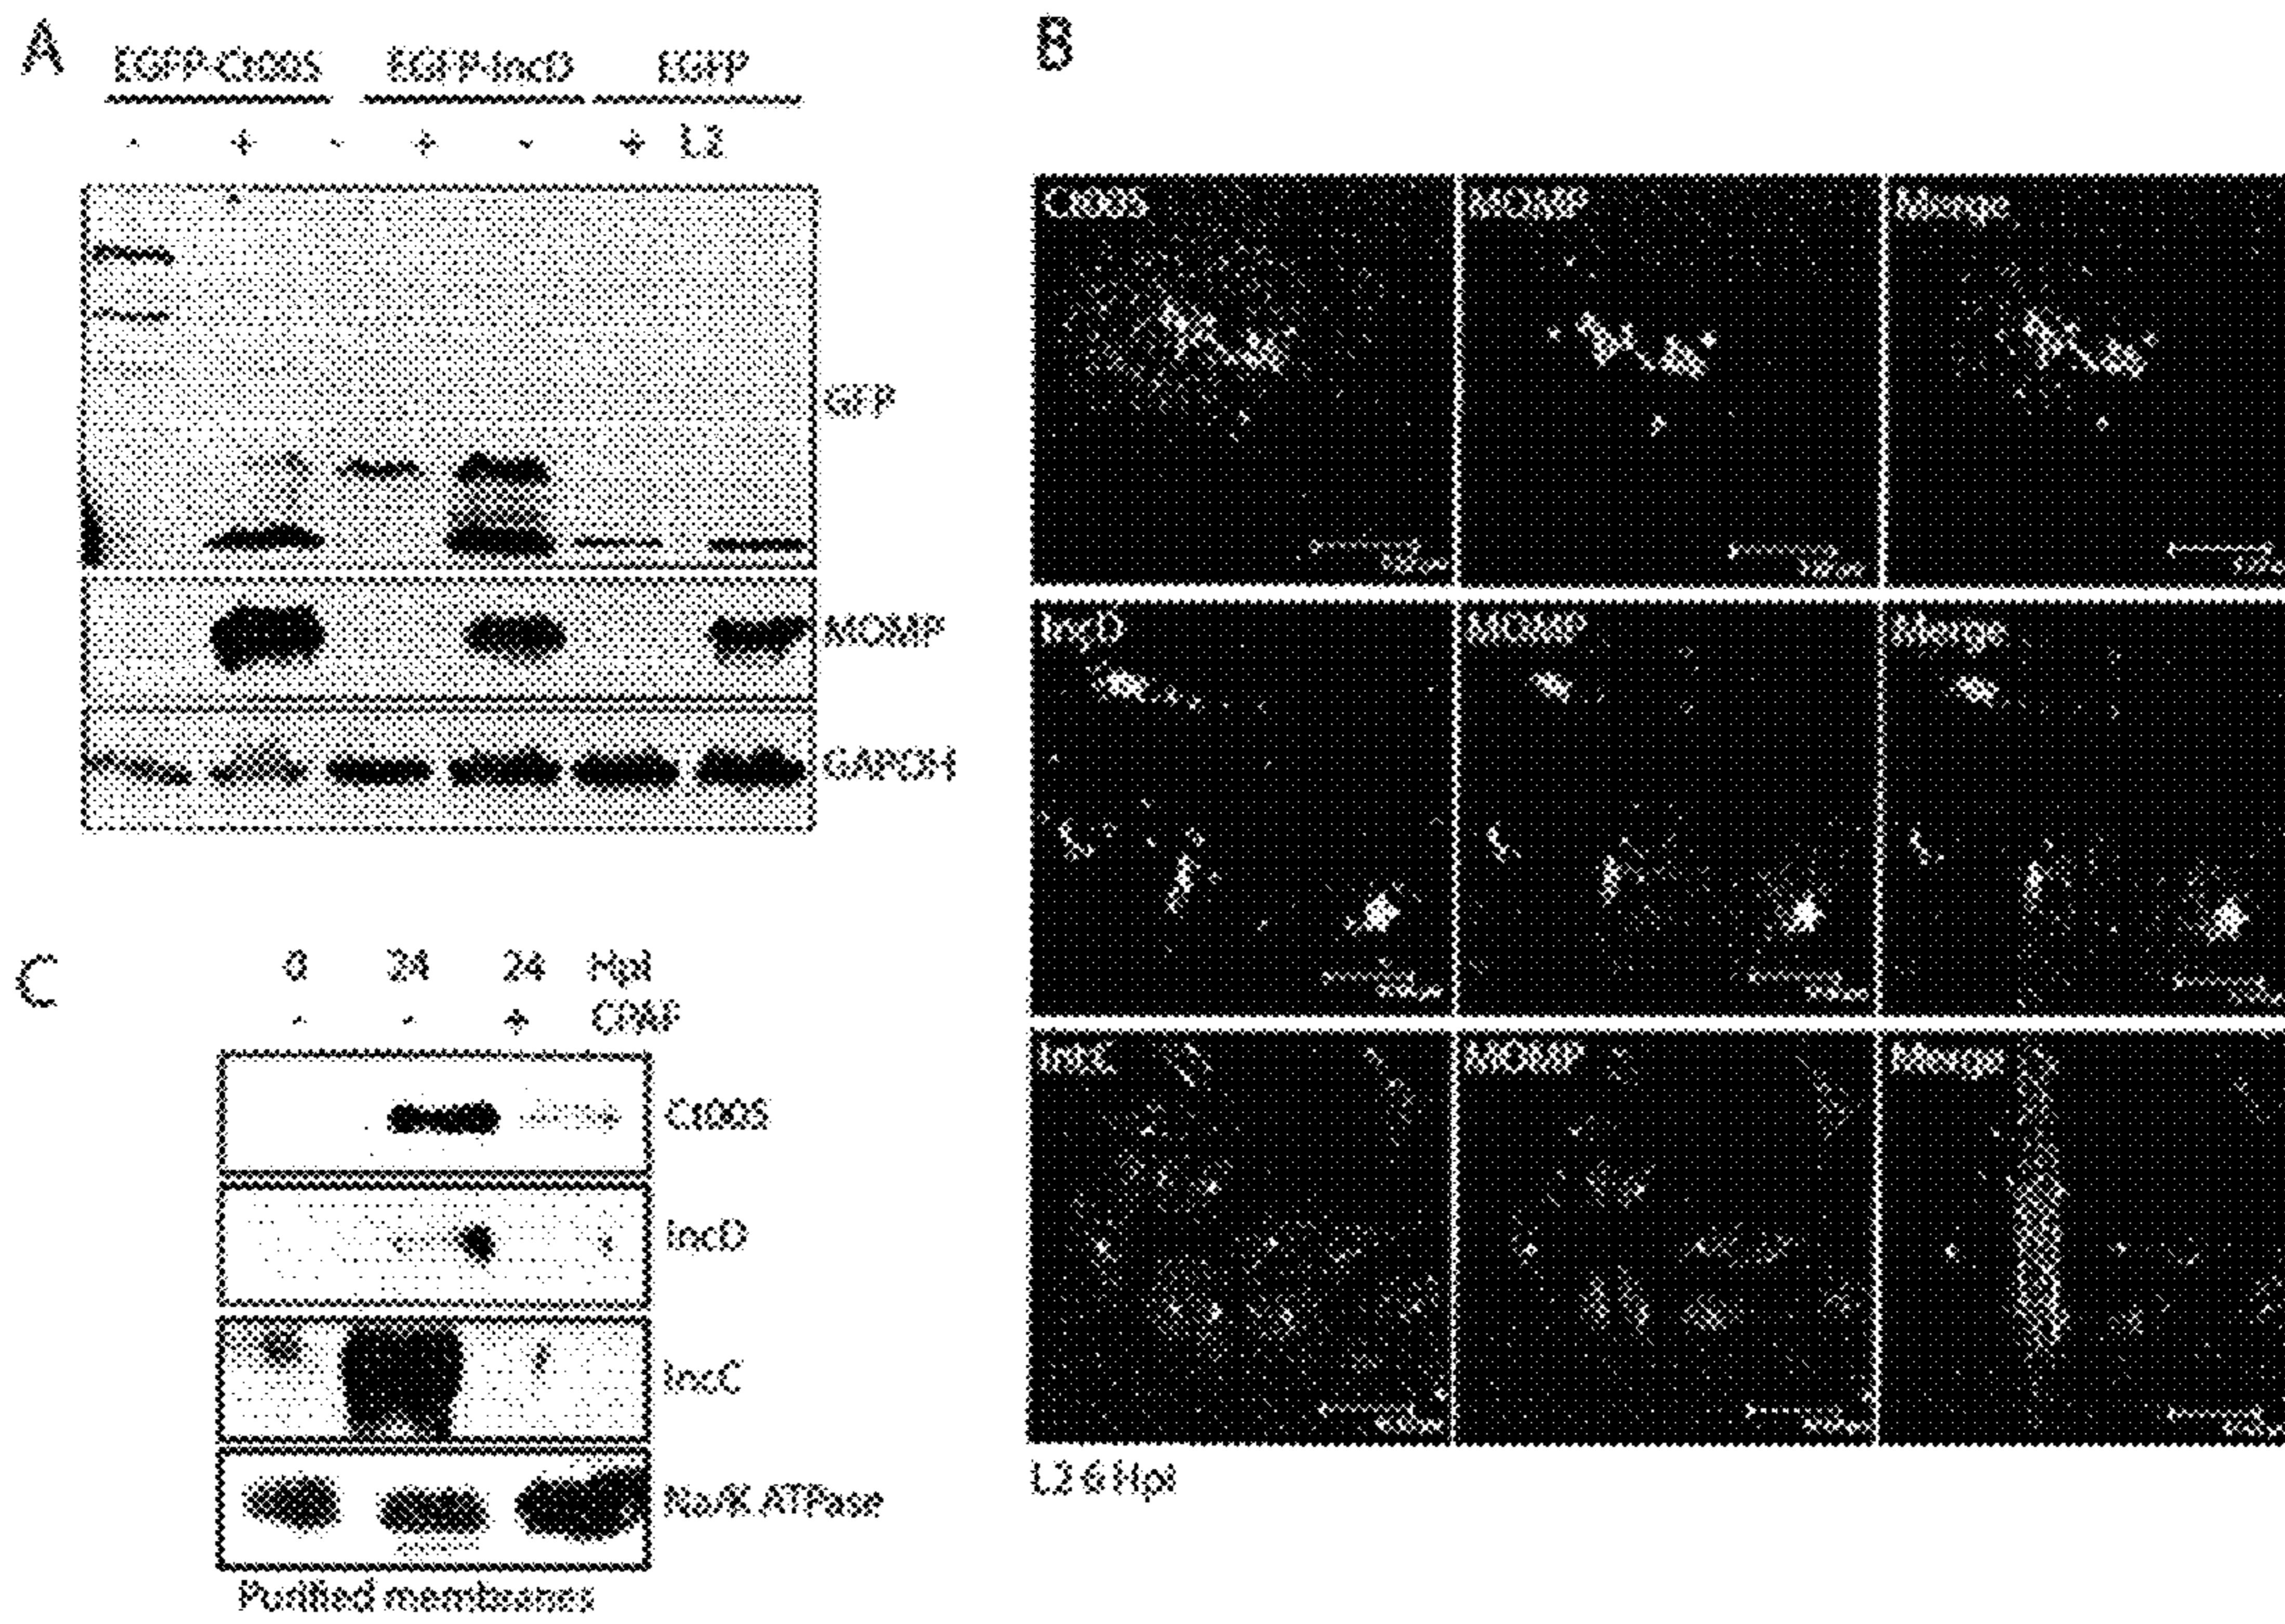 A
B
EGFP-Ct005 EGFP-IncD EGFP
- + - + - + L2
GFP
MOMP
GAPDH
Ct005 MOMP Merge
IncD MOMP Merge
IncC MOMP Merge
L2 6 Hpi
C
0 24 24 Hpi
- - + CPAF
Ct005
IncD
IncC
Na/K ATPase
Purified membranes